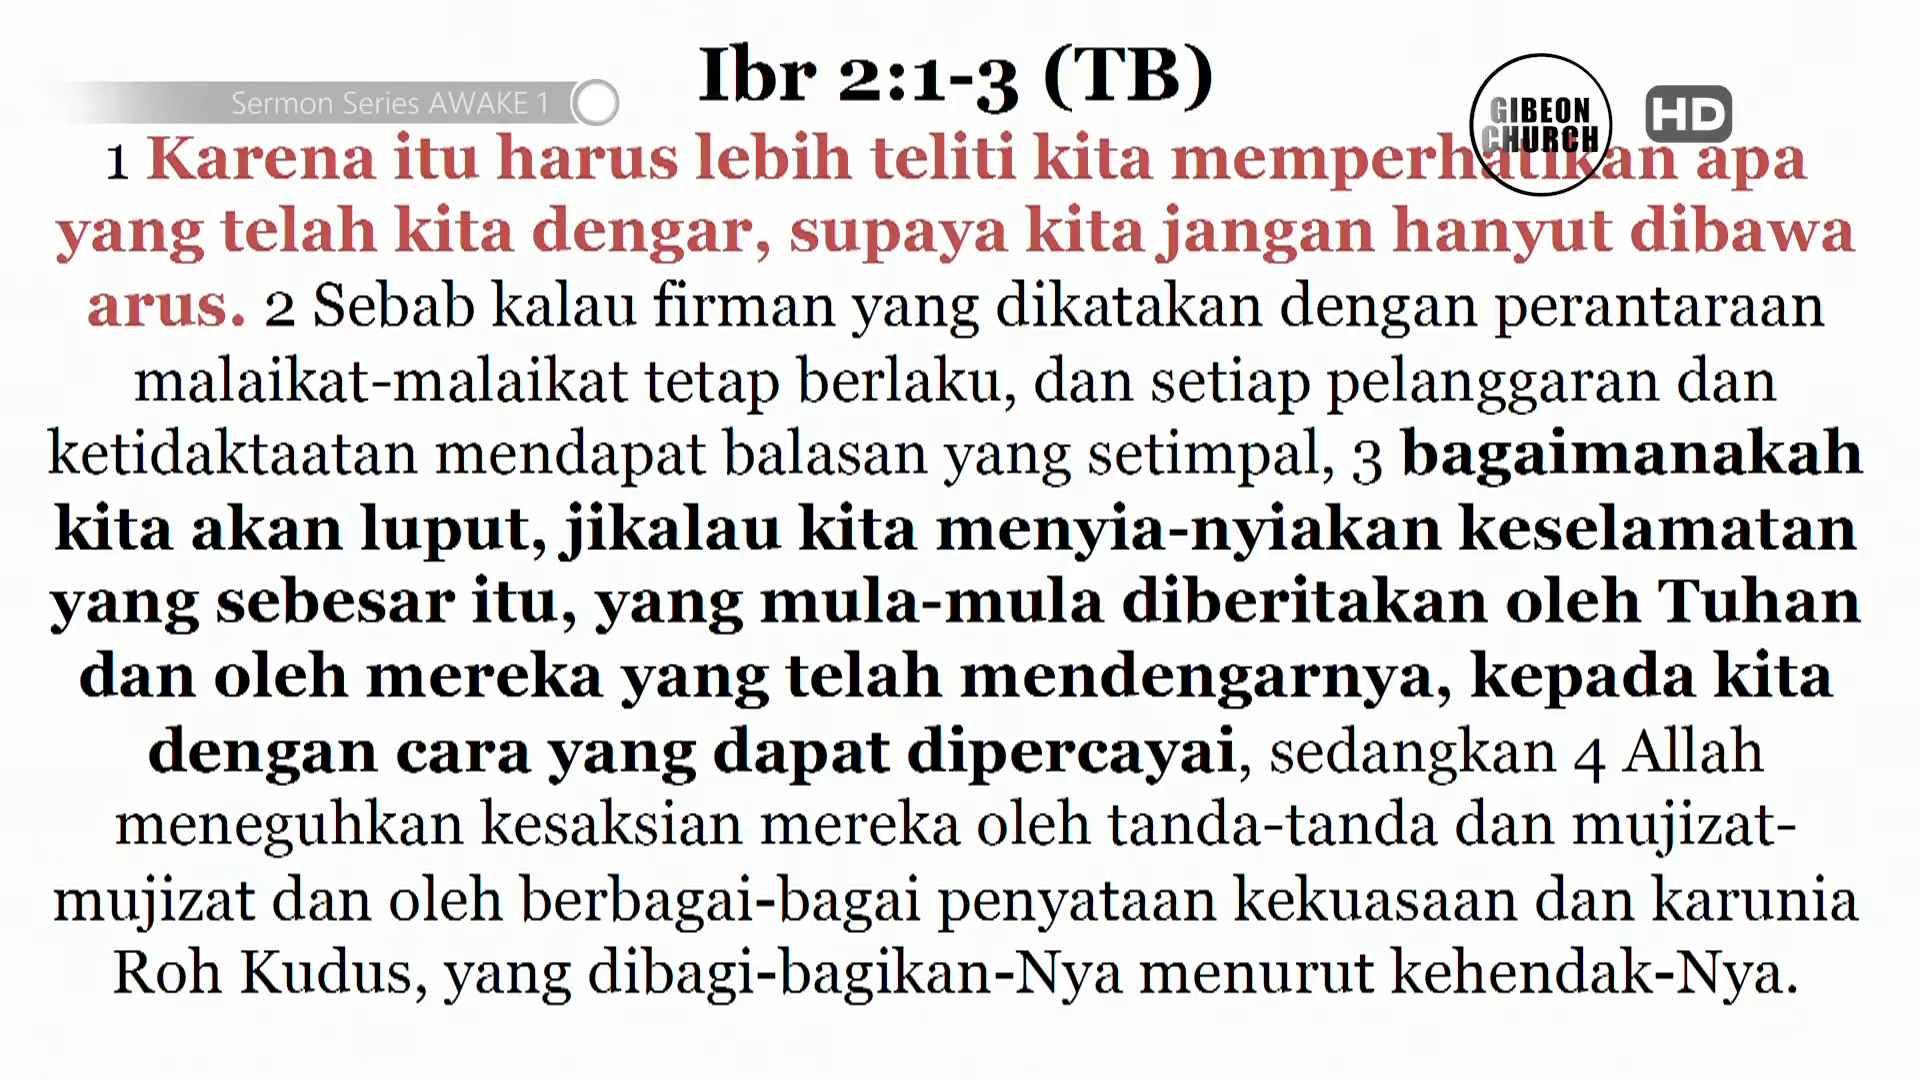 Ibr 2:1-3 (TB)
Sermon Series AWAKE 1
GIBEON
CHURCH
HD
1 Karena itu harus lebih teliti kita memperhatikan apa
yang telah kita dengar, supaya kita jangan hanyut dibawa
arus. 2 Sebab kalau firman yang dikatakan dengan perantaraan
malaikat-malaikat tetap berlaku, dan setiap pelanggaran dan
ketidaktaatan mendapat balasan yang setimpal, 3 bagaimanakah
kita akan luput, jikalau kita menyia-nyiakan keselamatan
yang sebesar itu, yang mula-mula diberitakan oleh Tuhan
dan oleh mereka yang telah mendengarnya, kepada kita
dengan cara yang dapat dipercayai, sedangkan 4 Allah
meneguhkan kesaksian mereka oleh tanda-tanda dan mujizat-
mujizat dan oleh berbagai-bagai penyataan kekuasaan dan karunia
Roh Kudus, yang dibagi-bagikan-Nya menurut kehendak-Nya.